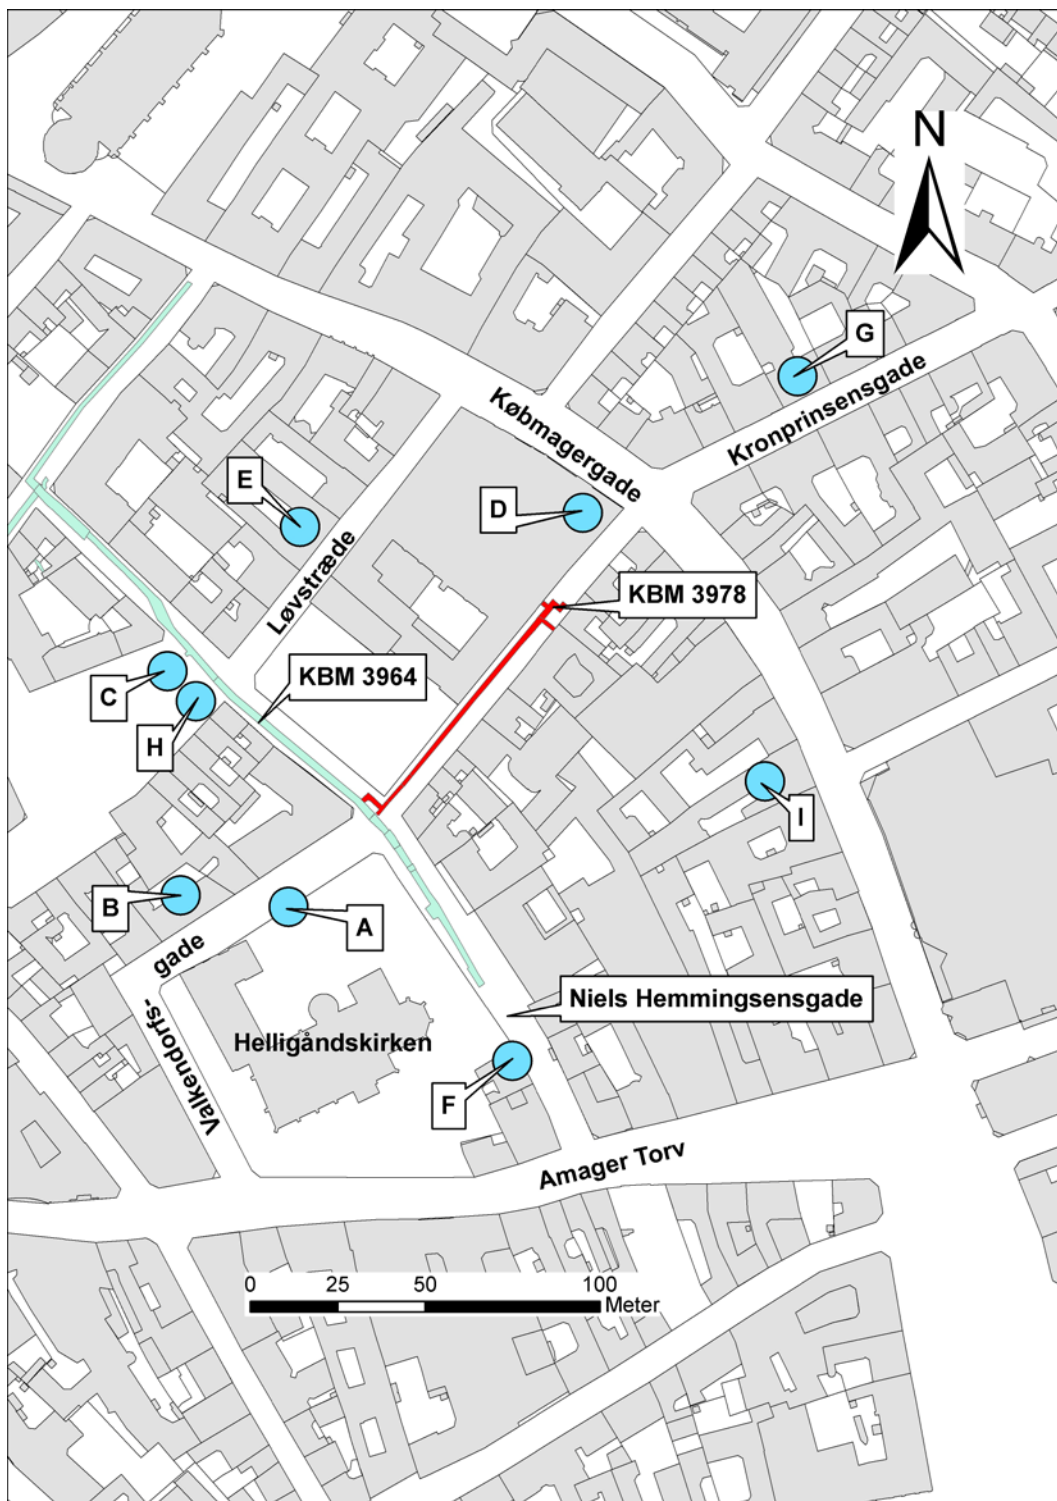 N
G
Købmagergade
Kronprinsensgade
E
D
Løvstræde
KBM 3978
C
KBM 3964
H
I
B
A
Valkendorfs-
gade
Niels Hemmingsensgade
Helligåndskirken
F
Amager Torv
0 25 50 100
Meter